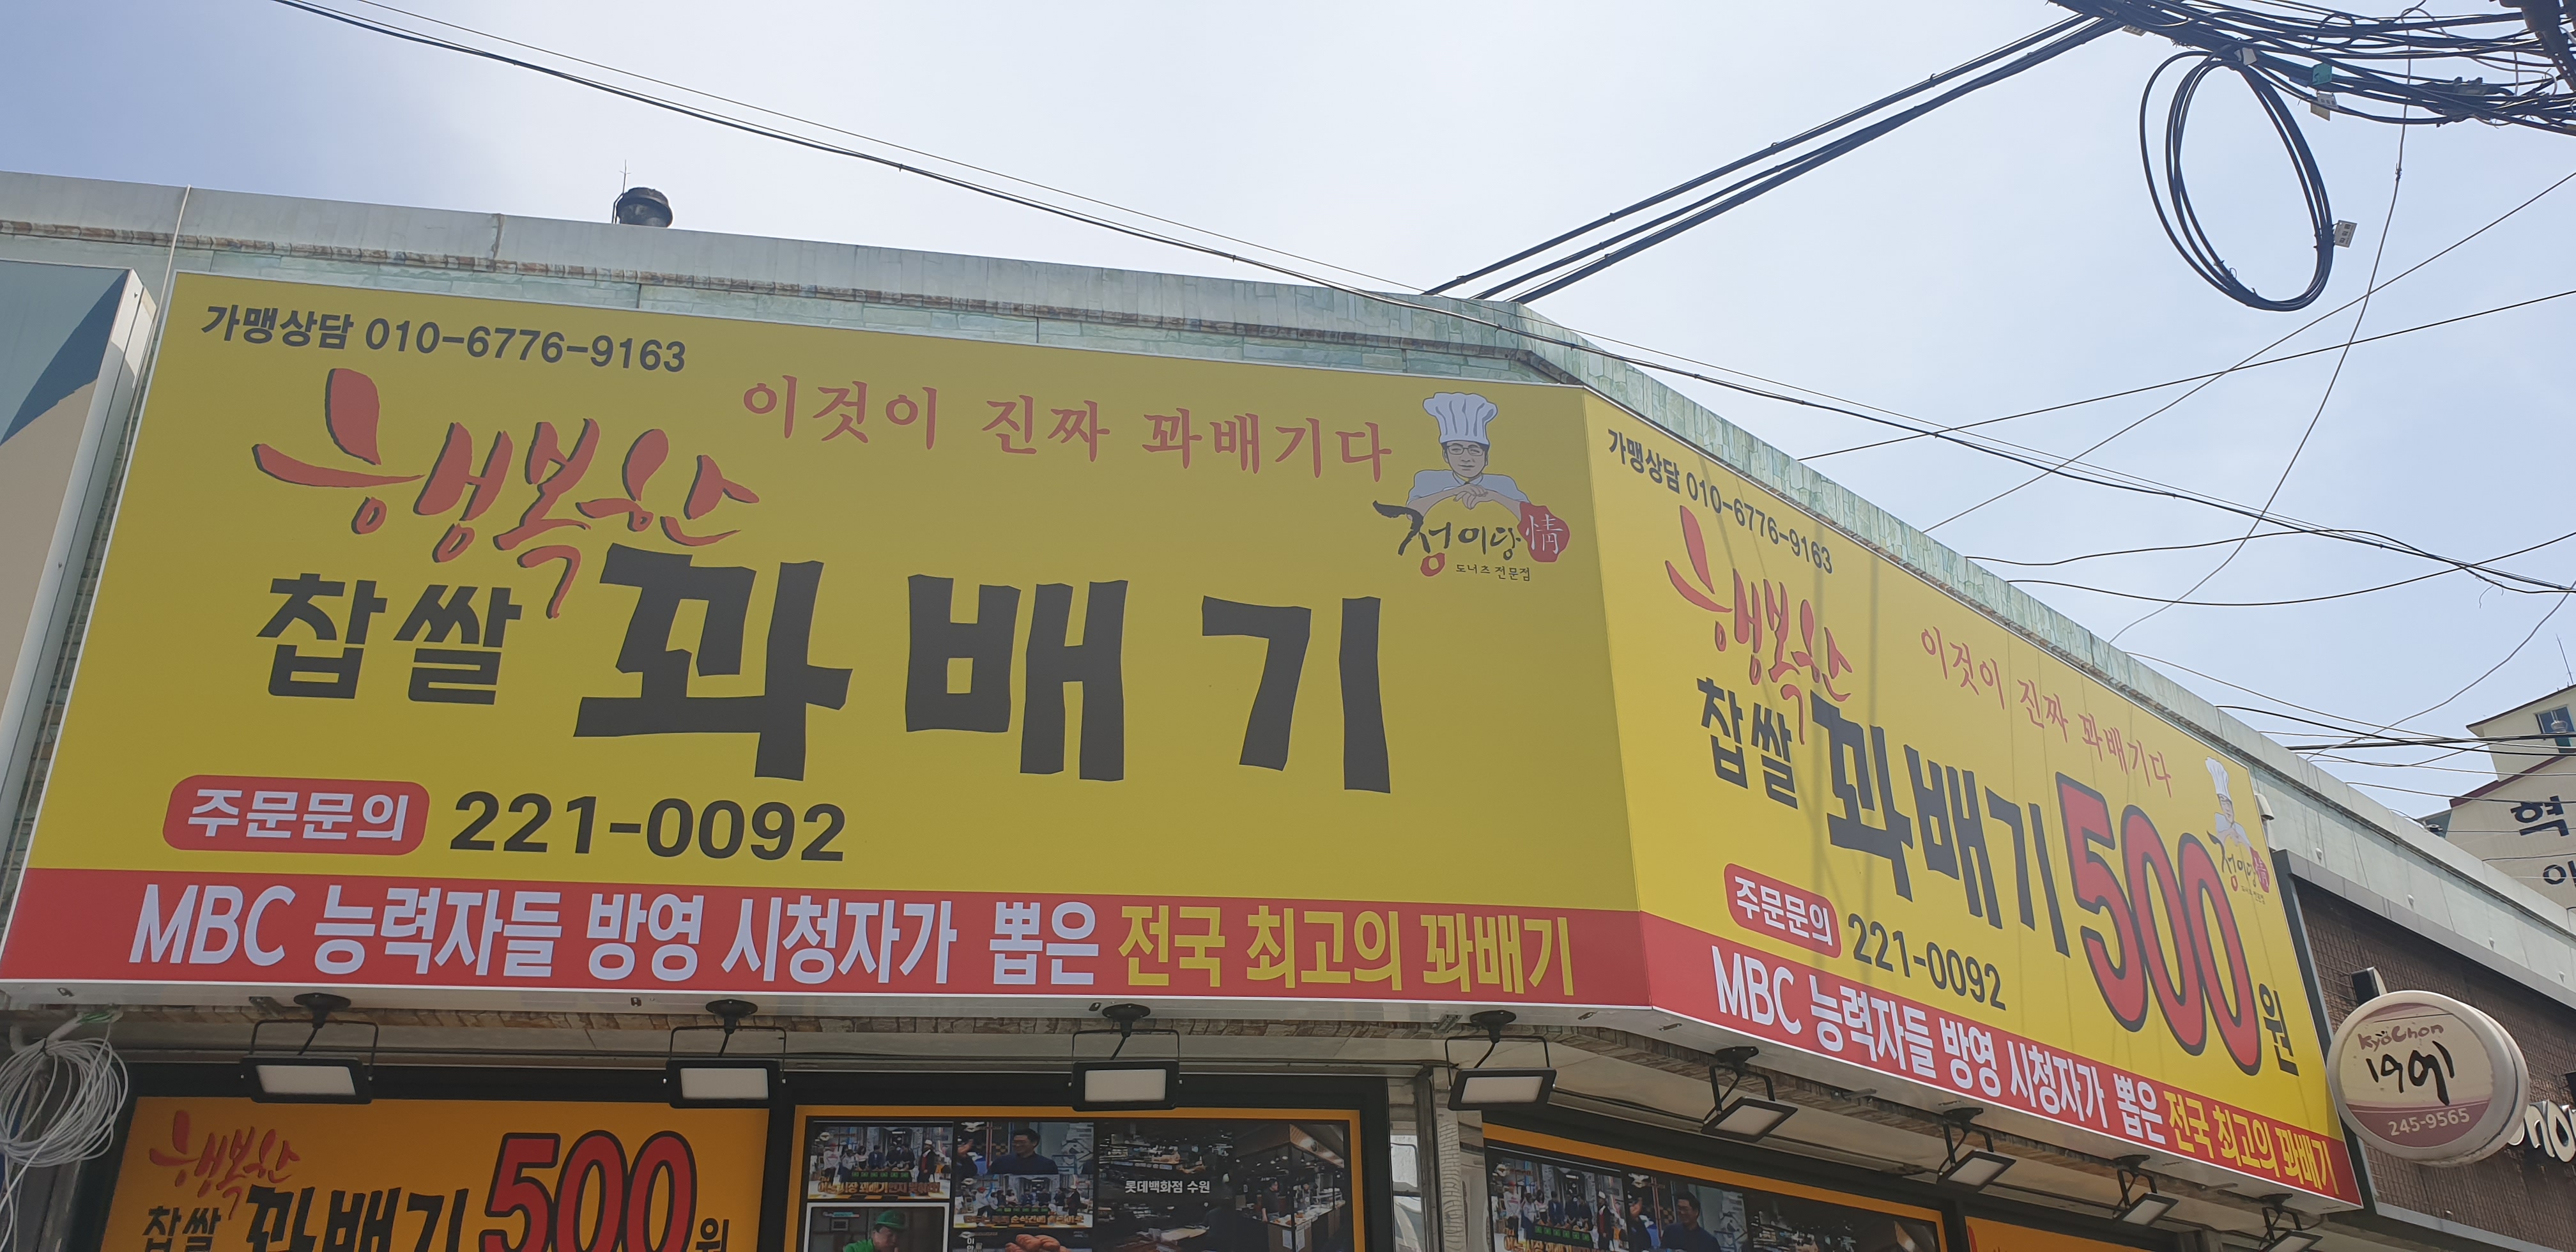 가맹상담 010-6776-9163
이것이 진짜 꽈배기다
행복한
찹쌀 꽈배기
정이당 情
도너츠 전문점
주문문의 221-0092
MBC 능력자들 방영 시청자가 뽑은 전국 최고의 꽈배기
가맹상담 010-6776-9163
이것이 진짜 꽈배기다
행복한
찹쌀 꽈배기 500원
정이당 情
주문문의 221-0092
MBC 능력자들 방영 시청자가 뽑은 전국 최고의 꽈배기
KyoChon
1991
245-9565
행복한
찹쌀 꽈배기 500원
롯데백화점 수원